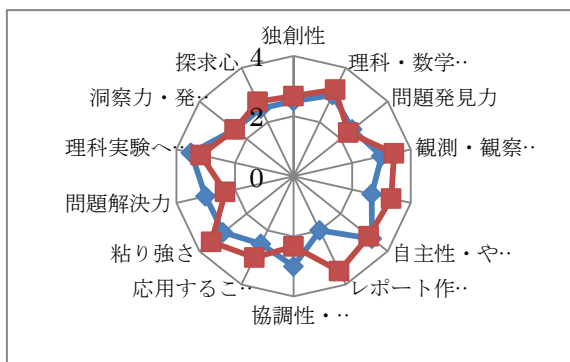 独創性
理科・数学‥
問題発見力
観測・観察‥
自主性・や‥
レポート作‥
協調性・‥
応用するこ‥
粘り強さ
問題解決力
理科実験へ‥
洞察力・発‥
探求心
4
2
0